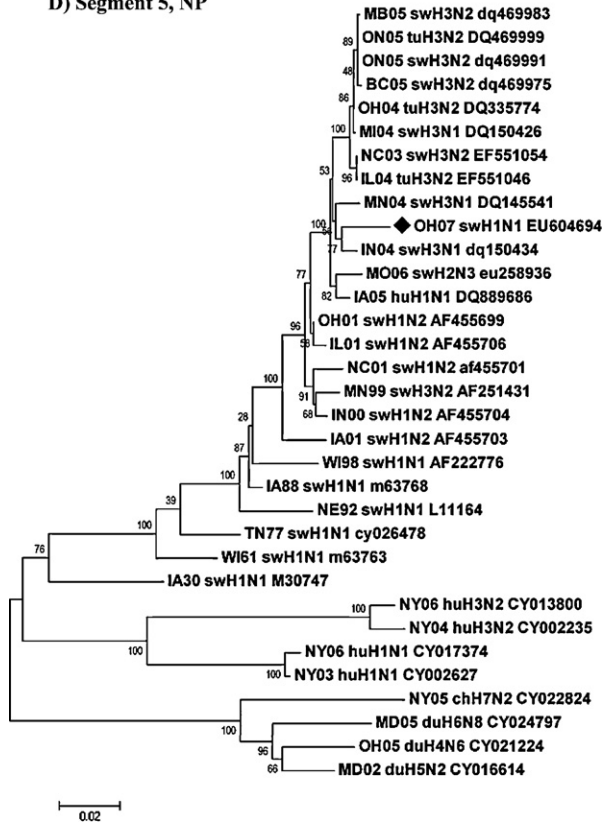 D) Segment 5, NP
MB05 swH3N2 dq469983
89
ON05 tuH3N2 DQ469999
ON05 swH3N2 dq469991
48
BC05 swH3N2 dq469975
86
OH04 tuH3N2 DQ335774
100
MI04 swH3N1 DQ150426
NC03 swH3N2 EF551054
96
IL04 tuH3N2 EF551046
53
MN04 swH3N1 DQ145541
100
OH07 swH1N1 EU604694
77
IN04 swH3N1 dq150434
77
MO06 swH2N3 eu258936
82
IA05 huH1N1 DQ889686
OH01 swH1N2 AF455699
96
58
IL01 swH1N2 AF455706
NC01 swH1N2 af455701
100
91
MN99 swH3N2 AF251431
68
IN00 swH1N2 AF455704
28
IA01 swH1N2 AF455703
87
WI98 swH1N1 AF222776
100
IA88 swH1N1 m63768
39
NE92 swH1N1 L11164
100
TN77 swH1N1 cy026478
76
WI61 swH1N1 m63763
IA30 swH1N1 M30747
100
NY06 huH3N2 CY013800
NY04 huH3N2 CY002235
100
NY06 huH1N1 CY017374
100
NY03 huH1N1 CY002627
NY05 chH7N2 CY022824
100
MD05 duH6N8 CY024797
96
OH05 duH4N6 CY021224
66
MD02 duH5N2 CY016614
0.02